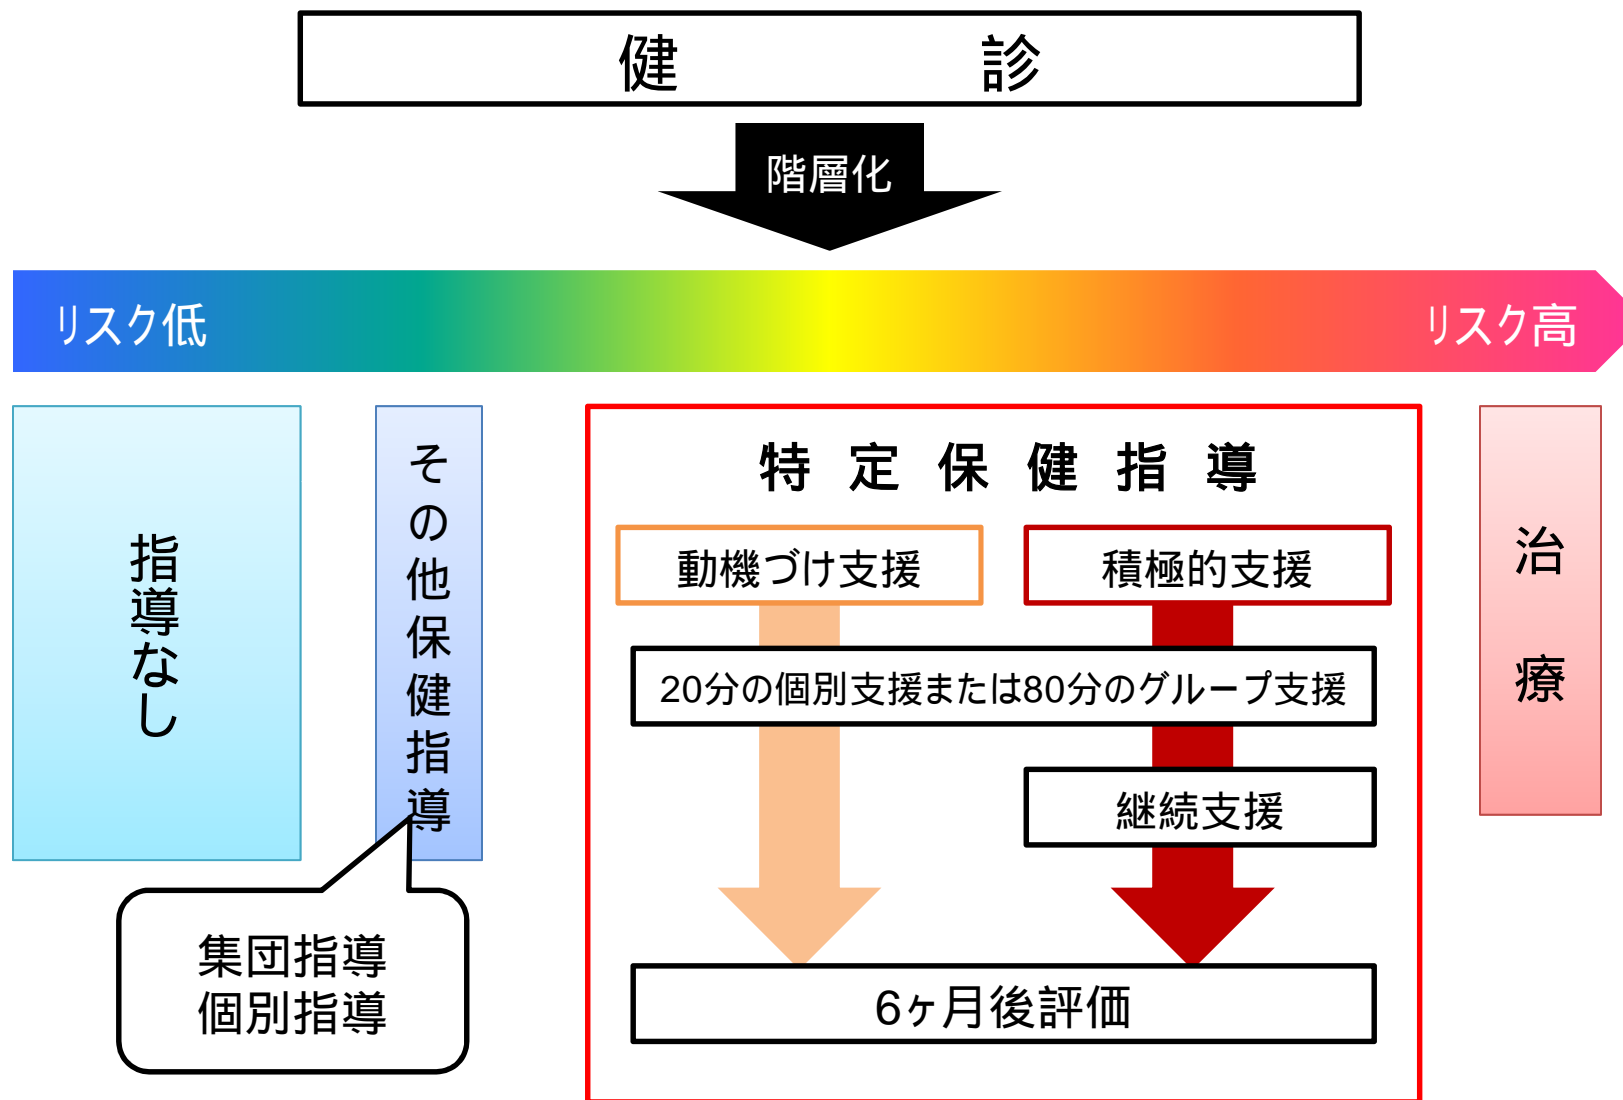 健診
階層化
リスク低
リスク高
指導なし
その他保健指導
集団指導
個別指導
特定保健指導
動機づけ支援
積極的支援
20分の個別支援または80分のグループ支援
継続支援
6ヶ月後評価
治療